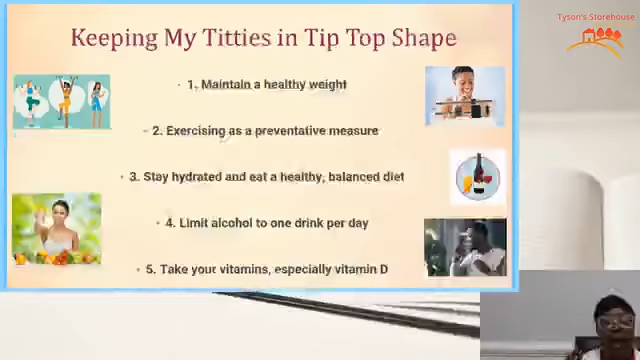 Keeping My Titties in Tip Top Shape
1. Maintain a healthy weight
2. Exercising as a preventative measure
3. Stay hydrated and eat a healthy, balanced diet
4. Limit alcohol to one drink per day
5. Take your vitamins, especially vitamin D
Tyson's Storehouse